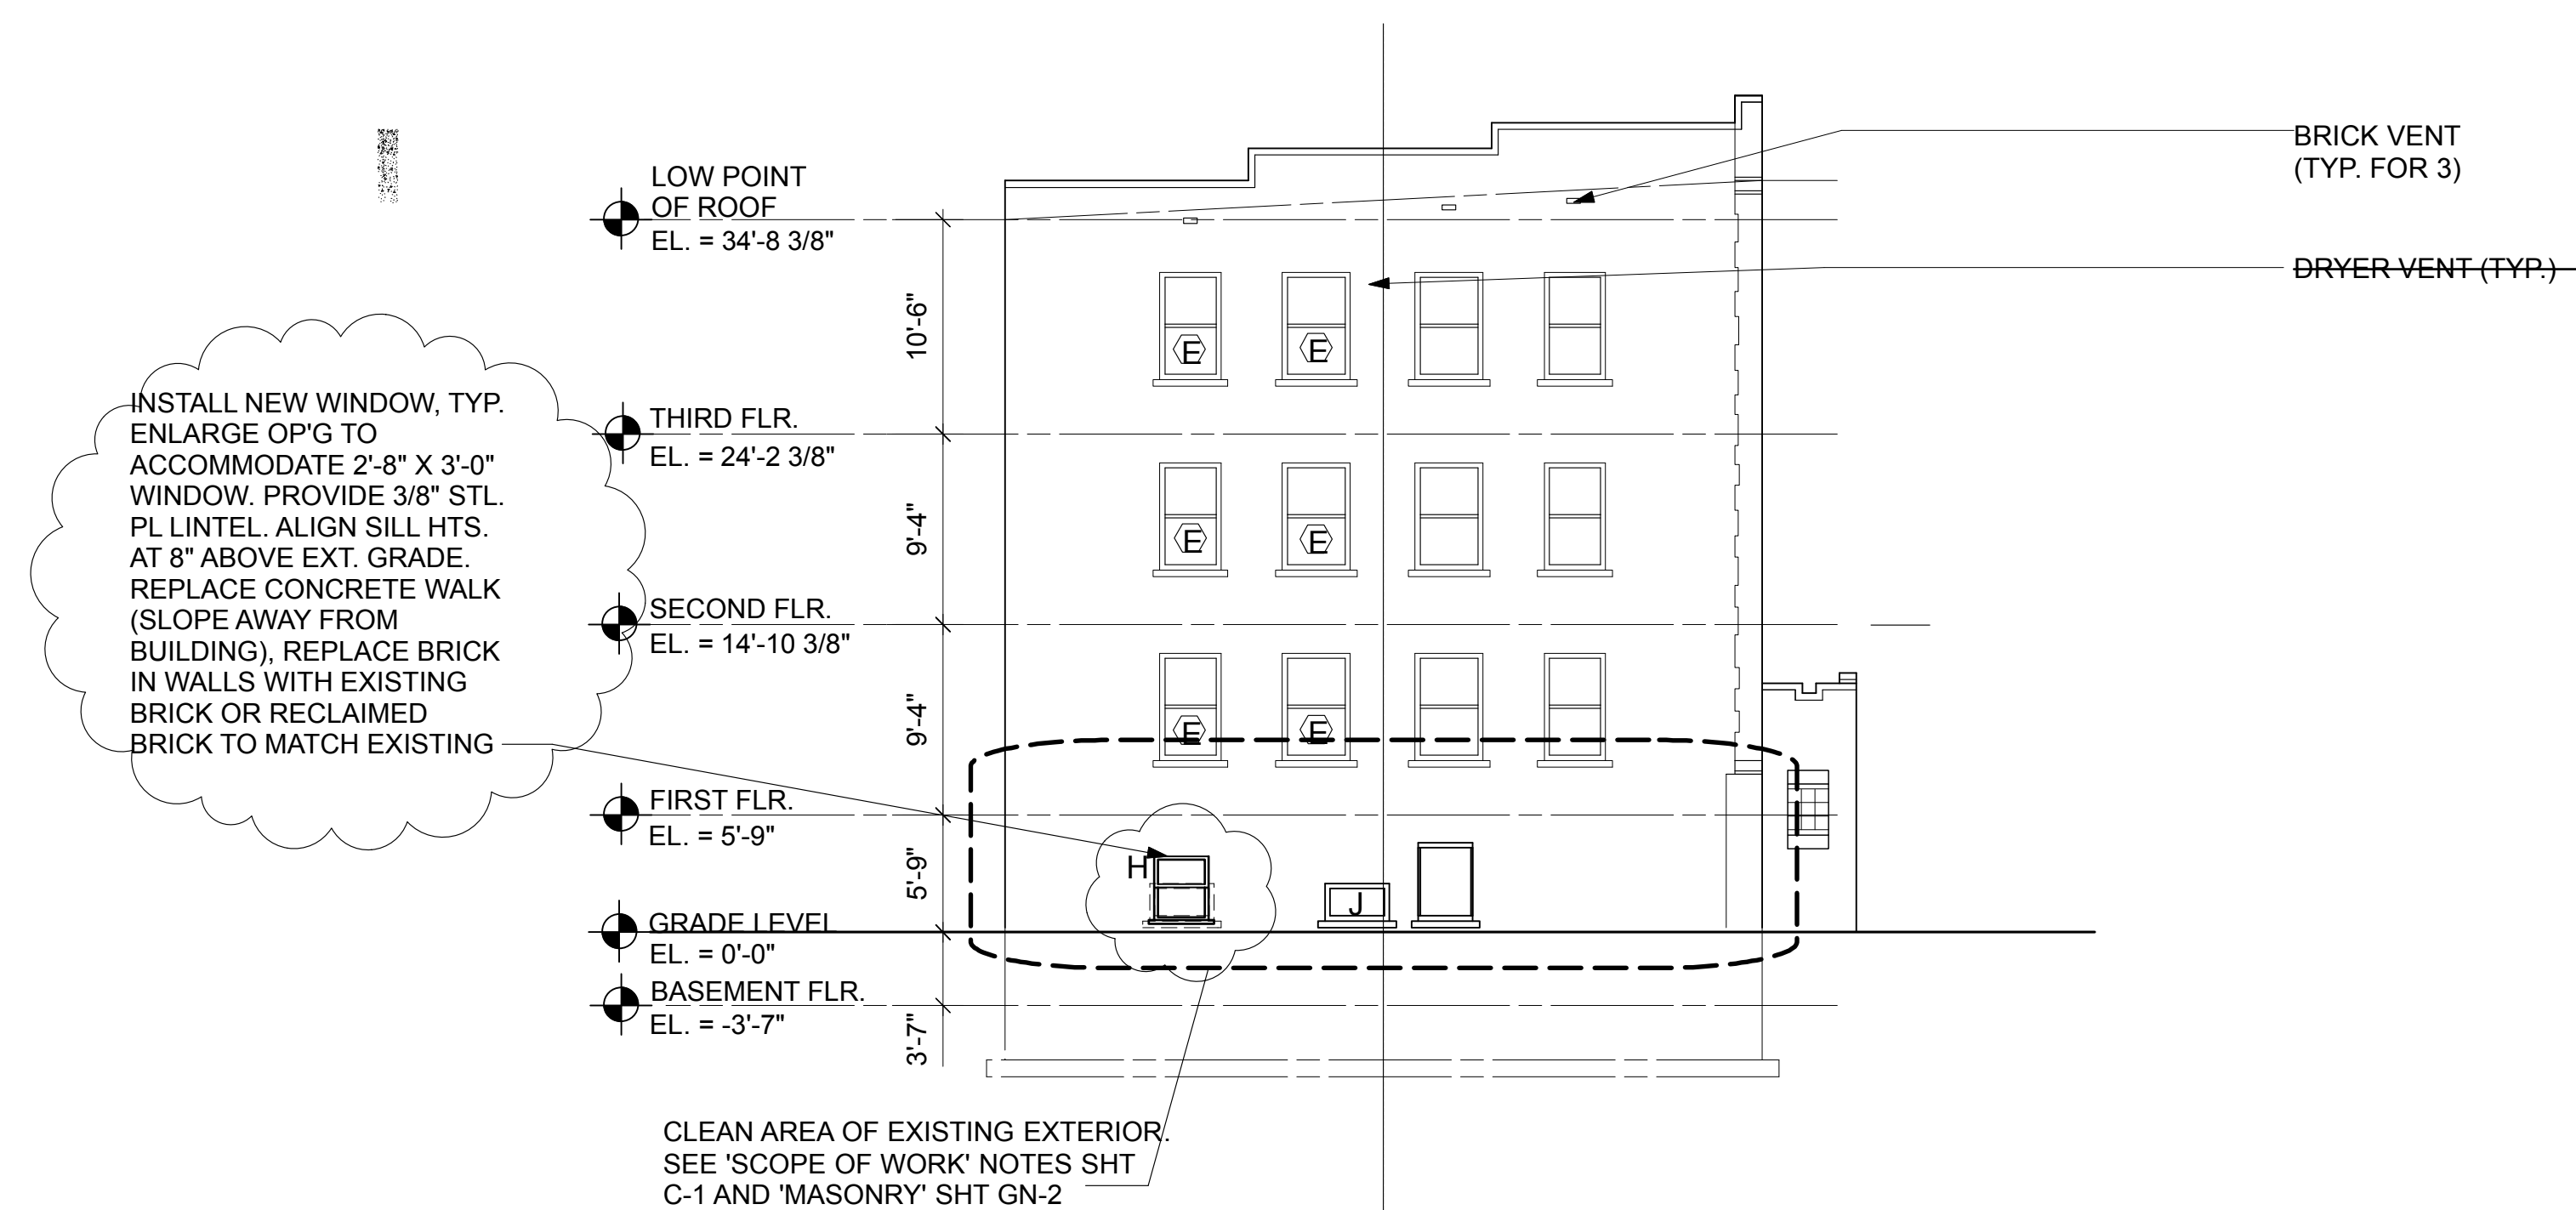 BRICK VENT
(TYP. FOR 3)
DRYER VENT (TYP.)
LOW POINT
OF ROOF
EL. = 34'-8 3/8"
10'-6"
E
E
INSTALL NEW WINDOW, TYP.
ENLARGE OP'G TO
ACCOMMODATE 2'-8" X 3'-0"
WINDOW. PROVIDE 3/8" STL.
PL LINTEL. ALIGN SILL HTS.
AT 8" ABOVE EXT. GRADE.
REPLACE CONCRETE WALK
(SLOPE AWAY FROM
BUILDING), REPLACE BRICK
IN WALLS WITH EXISTING
BRICK OR RECLAIMED
BRICK TO MATCH EXISTING
THIRD FLR.
EL. = 24'-2 3/8"
9'-4"
E
E
SECOND FLR.
EL. = 14'-10 3/8"
9'-4"
E
E
FIRST FLR.
EL. = 5'-9"
5'-9"
H
J
GRADE LEVEL
EL. = 0'-0"
BASEMENT FLR.
EL. = -3'-7"
3'-7"
CLEAN AREA OF EXISTING EXTERIOR.
SEE 'SCOPE OF WORK' NOTES SHT
C-1 AND 'MASONRY' SHT GN-2